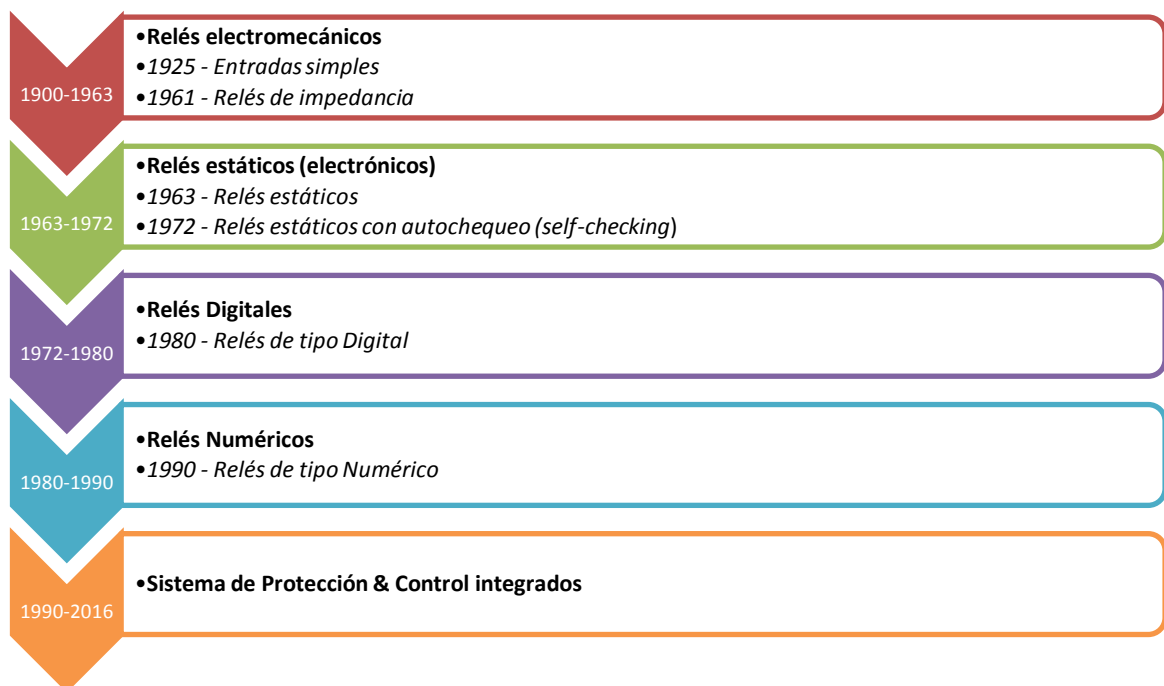 1900-1963
•Relés electromecánicos
•1925 - Entradas simples
•1961 - Relés de impedancia
1963-1972
•Relés estáticos (electrónicos)
•1963 - Relés estáticos
•1972 - Relés estáticos con autochequeo (self-checking)
1972-1980
•Relés Digitales
•1980 - Relés de tipo Digital
1980-1990
•Relés Numéricos
•1990 - Relés de tipo Numérico
1990-2016
•Sistema de Protección & Control integrados